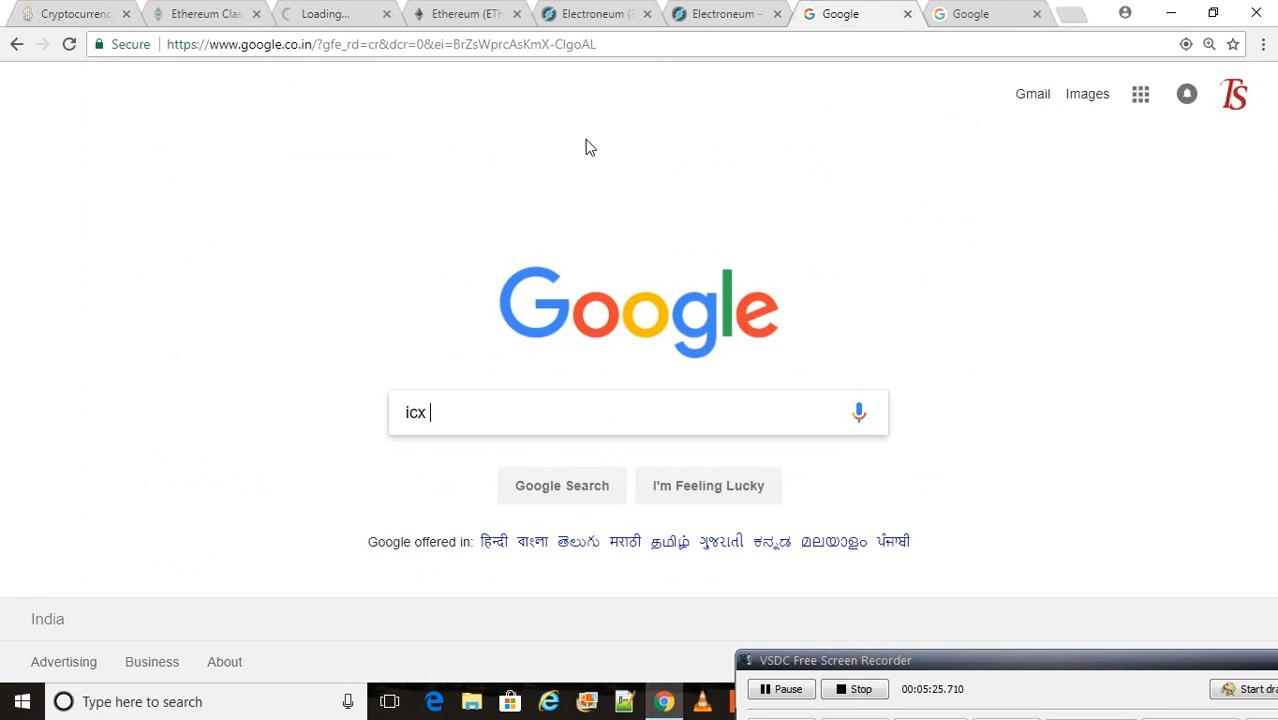 Cryptocurrency
Ethereum Clas
Loading...
Ethereum (ETH
Electroneum (
Electroneum –
Google
Google
Secure
https://www.google.co.in/?gfe_rd=cr&dcr=0&ei=BrZsWprcAsKmX-CIgoAL
Gmail Images
TS
Google
icx
Google Search I'm Feeling Lucky
Google offered in: हिन्दी বাংলা తెలుగు मराठी தமிழ் ગુજરાતી ಕನ್ನಡ മലയാളം ਪੰਜਾਬੀ
India
Advertising Business About
VSDC Free Screen Recorder
Pause Stop 00:05:25.710 Start dr
Type here to search